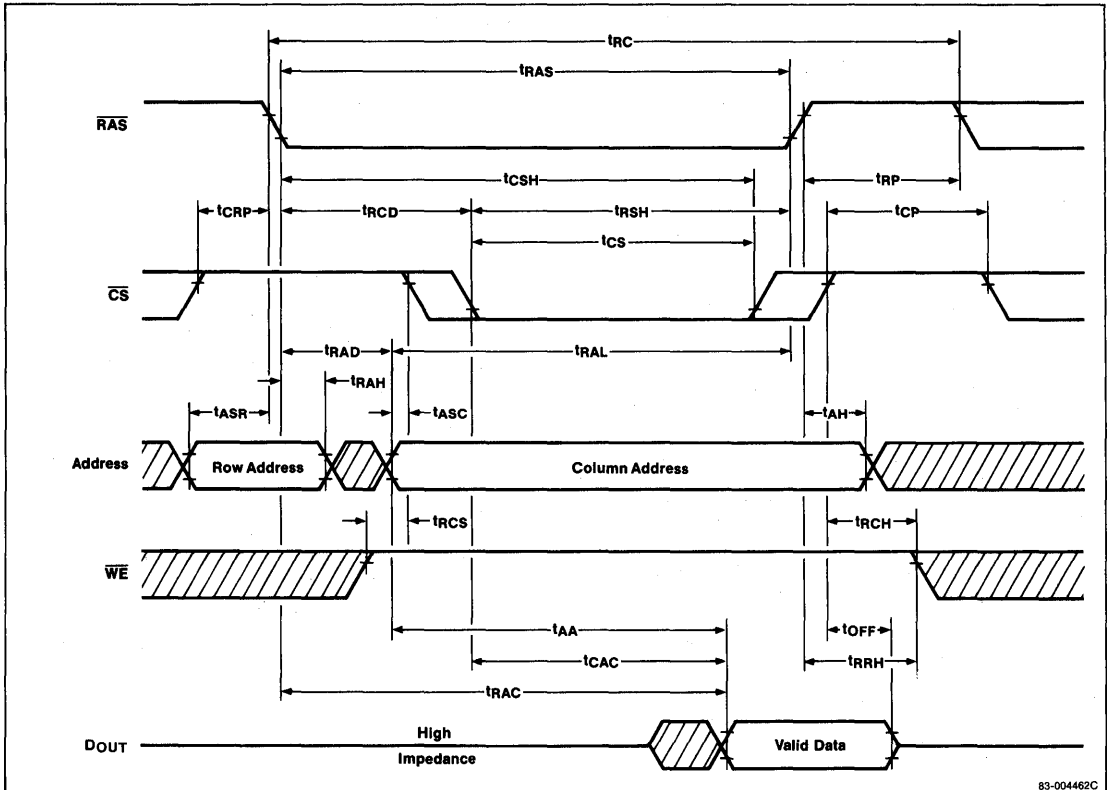 tRC
tRAS
RAS
tCSH
tRP
tCRP
tRCD
tRSH
tCP
tCS
CS
tRAD
tRAL
tRAH
tASR
tASC
tAH
Address
Row Address
Column Address
tRCS
tRCH
WE
tAA
tOFF
tCAC
tRRH
tRAC
DOUT
High
Impedance
Valid Data
83-004462C